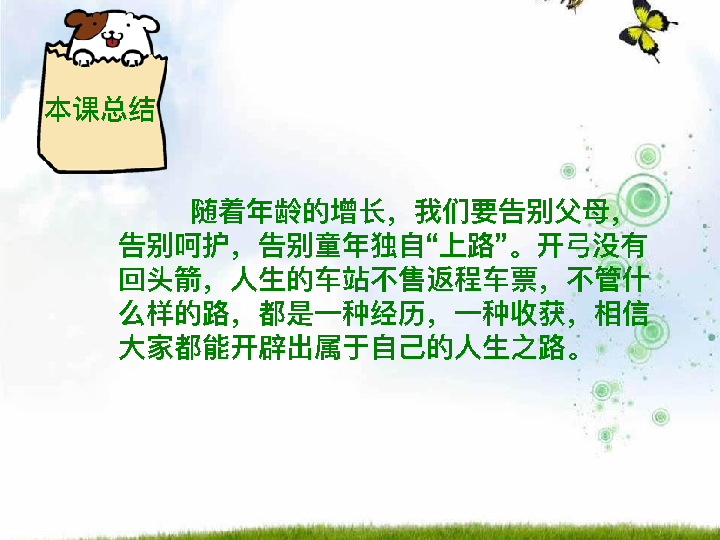 本课总结
随着年龄的增长，我们要告别父母，
告别呵护，告别童年独自“上路”。开弓没有
回头箭，人生的车站不售返程车票，不管什
么样的路，都是一种经历，一种收获，相信
大家都能开辟出属于自己的人生之路。